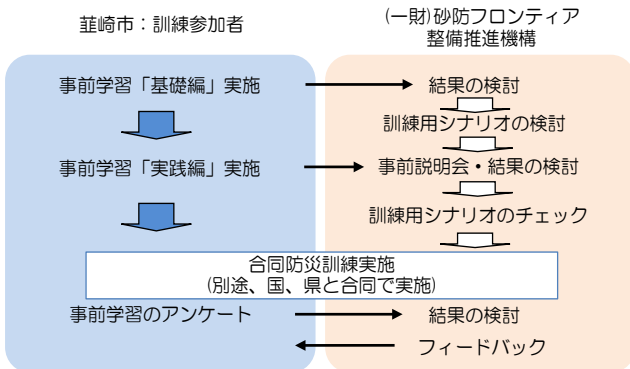 韮崎市：訓練参加者
(一財)砂防フロンティア
整備推進機構
事前学習「基礎編」実施
結果の検討
訓練用シナリオの検討
事前学習「実践編」実施
事前説明会・結果の検討
訓練用シナリオのチェック
合同防災訓練実施
(別途、国、県と合同で実施)
事前学習のアンケート
結果の検討
フィードバック